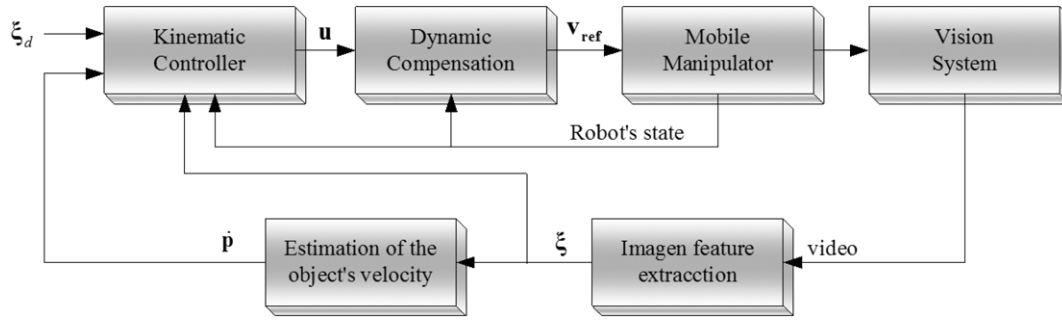 ξd
Kinematic
Controller
u
Dynamic
Compensation
vref
Mobile
Manipulator
Vision
System
Robot's state
ṗ
Estimation of the
object's velocity
ξ
Imagen feature
extracction
video